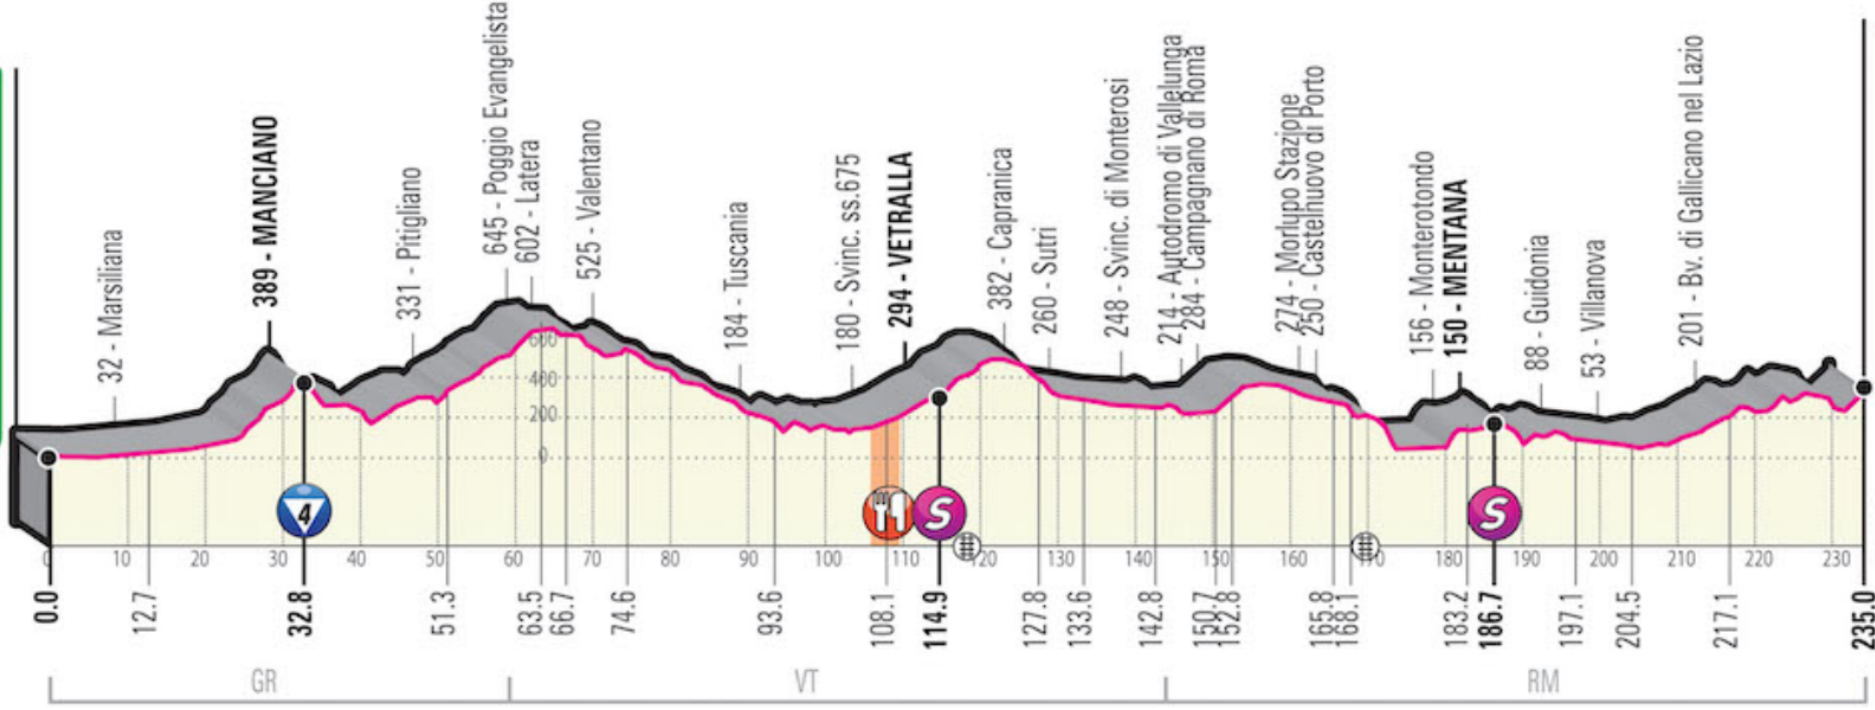 32 - Marsiliana
389 - MANCIANO
331 - Pitigliano
645 - Poggio Evangelista
602 - Latera
525 - Valentano
184 - Tuscania
180 - Svinc. ss.675
294 - VETRALLA
382 - Capranica
260 - Sutri
248 - Svinc. di Monterosi
214 - Autodromo di Vallelunga
284 - Campagnano di Roma
274 - Morlupo Stazione
250 - Castelnuovo di Porto
156 - Monterotondo
150 - MENTANA
88 - Guidonia
53 - Villanova
201 - Bv. di Gallicano nel Lazio
600
400
200
0
4
S
S
0 10 20 30 40 50 60 70 80 90 100 110 120 130 140 150 160 170 180 190 200 210 220 230
0.0
12.7
32.8
51.3
63.5
66.7
74.6
93.6
108.1
114.9
127.8
133.6
142.8
150.7
152.8
165.8
168.1
183.2
186.7
197.1
204.5
217.1
235.0
GR VT RM